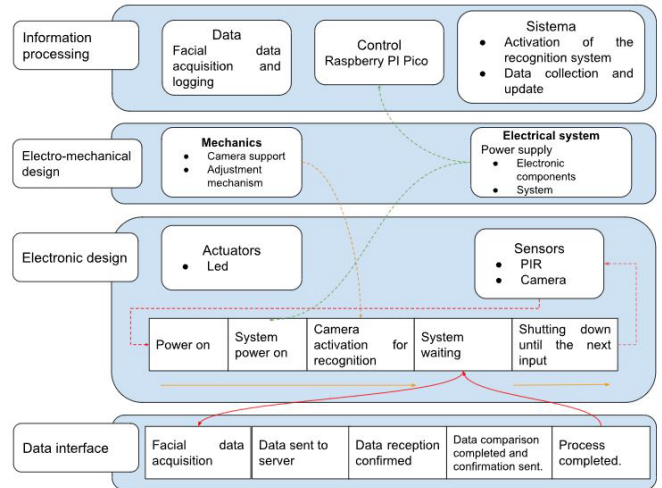 Information
processing
Data
Facial data
acquisition and
logging
Control
Raspberry PI Pico
Sistema
● Activation of the
recognition system
● Data collection and
update
Electro-mechanical
design
Mechanics
● Camera support
● Adjustment
mechanism
Electrical system
Power supply
● Electronic
components
● System
Electronic design
Actuators
● Led
Sensors
● PIR
● Camera
Power on
System
power on
Camera
activation for
recognition
System
waiting
Shutting down
until the next
input
Data interface
Facial data
acquisition
Data sent to
server
Data reception
confirmed
Data comparison
completed and
confirmation sent.
Process
completed.